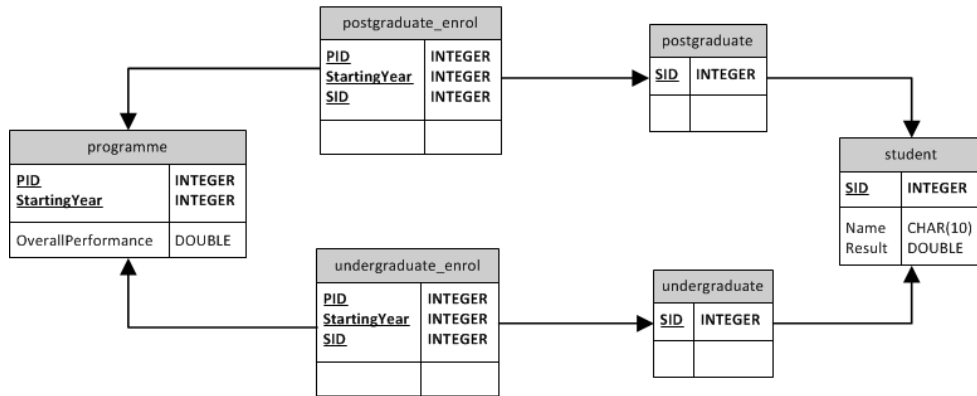 postgraduate_enrol
PID INTEGER
StartingYear INTEGER
SID INTEGER
postgraduate
SID INTEGER
programme
PID INTEGER
StartingYear INTEGER
OverallPerformance DOUBLE
student
SID INTEGER
Name CHAR(10)
Result DOUBLE
undergraduate_enrol
PID INTEGER
StartingYear INTEGER
SID INTEGER
undergraduate
SID INTEGER